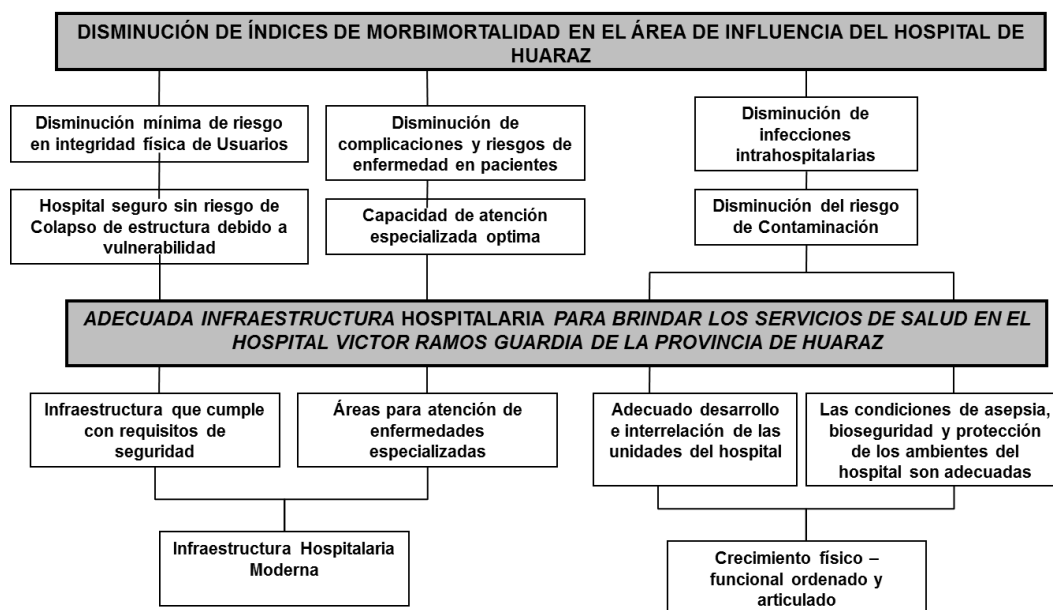 DISMINUCIÓN DE ÍNDICES DE MORBIMORTALIDAD EN EL ÁREA DE INFLUENCIA DEL HOSPITAL DE
HUARAZ
Disminución mínima de riesgo
en integridad física de Usuarios
Disminución de
complicaciones y riesgos de
enfermedad en pacientes
Disminución de
infecciones
intrahospitalarias
Hospital seguro sin riesgo de
Colapso de estructura debido a
vulnerabilidad
Capacidad de atención
especializada optima
Disminución del riesgo
de Contaminación
ADECUADA INFRAESTRUCTURA HOSPITALARIA PARA BRINDAR LOS SERVICIOS DE SALUD EN EL
HOSPITAL VICTOR RAMOS GUARDIA DE LA PROVINCIA DE HUARAZ
Infraestructura que cumple
con requisitos de
seguridad
Áreas para atención de
enfermedades
especializadas
Adecuado desarrollo
e interrelación de las
unidades del hospital
Las condiciones de asepsia,
bioseguridad y protección
de los ambientes del
hospital son adecuadas
Infraestructura Hospitalaria
Moderna
Crecimiento físico –
funcional ordenado y
articulado